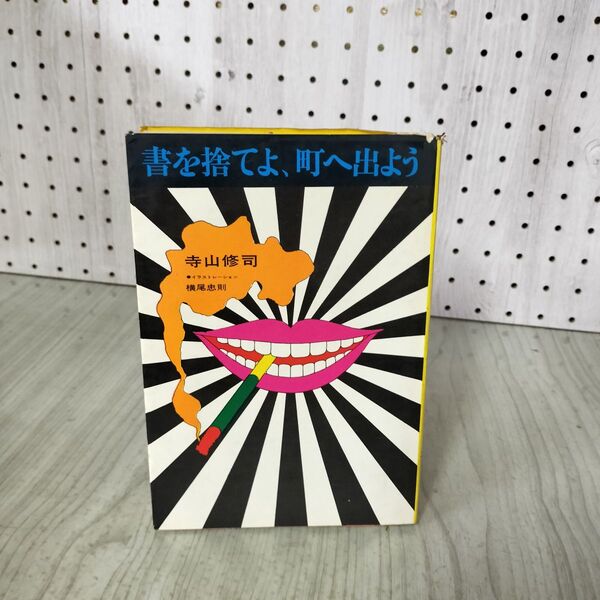 書を捨てよ、町へ出よう
寺山修司
●イラストレーション
横尾忠則